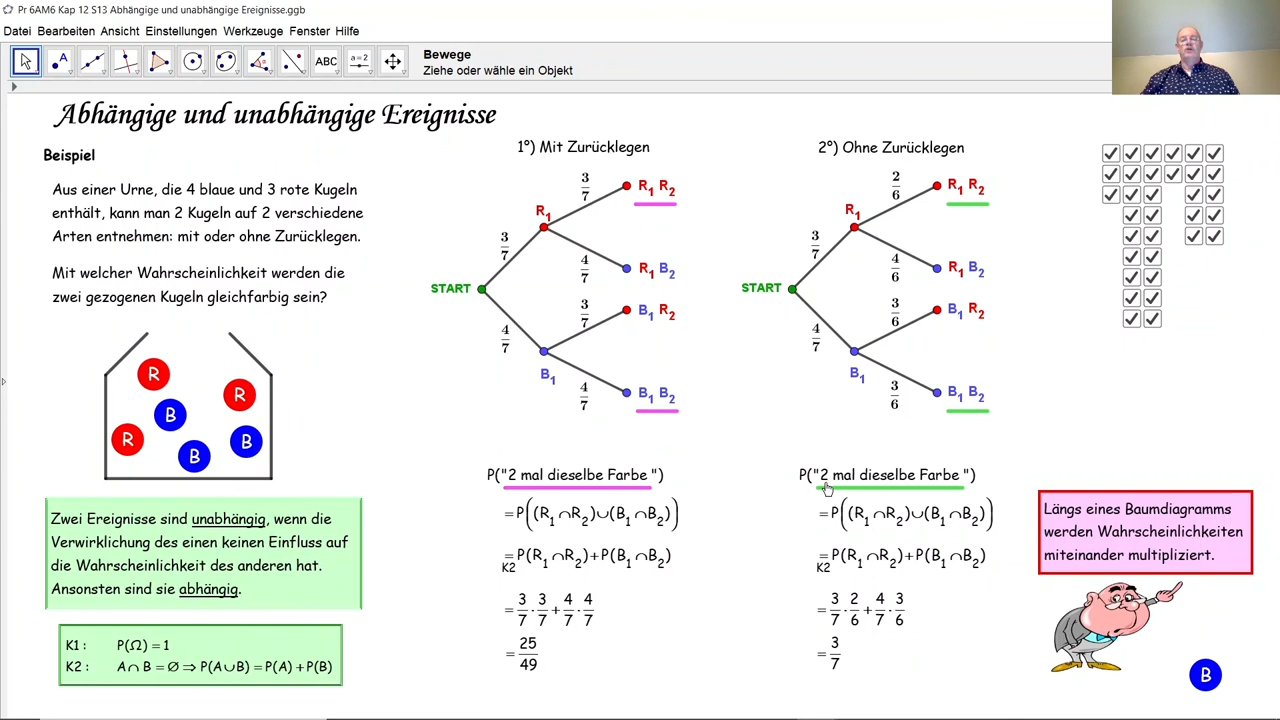 Pr 6AM6 Kap 12 S13 Abhängige und unabhängige Ereignisse.ggb
Datei Bearbeiten Ansicht Einstellungen Werkzeuge Fenster Hilfe
A
ABC
a=2
Bewege
Ziehe oder wähle ein Objekt
Abhängige und unabhängige Ereignisse
Beispiel
Aus einer Urne, die 4 blaue und 3 rote Kugeln
enthält, kann man 2 Kugeln auf 2 verschiedene
Arten entnehmen: mit oder ohne Zurücklegen.
Mit welcher Wahrscheinlichkeit werden die
zwei gezogenen Kugeln gleichfarbig sein?
R
R
B
R
B
B
Zwei Ereignisse sind unabhängig, wenn die
Verwirklichung des einen keinen Einfluss auf
die Wahrscheinlichkeit des anderen hat.
Ansonsten sind sie abhängig.
K1 : P(Ω) = 1
K2 : A ∩ B = Ø ⇒ P(A ∪ B) = P(A) + P(B)
1°) Mit Zurücklegen
3/7 R₁ R₂
R₁
3/7
4/7 R₁ B₂
START
3/7 B₁ R₂
4/7
B₁
4/7 B₁ B₂
P("2 mal dieselbe Farbe ")
= P((R₁ ∩ R₂) ∪ (B₁ ∩ B₂))
= P(R₁ ∩ R₂) + P(B₁ ∩ B₂)
K2
= 3/7 · 3/7 + 4/7 · 4/7
= 25/49
2°) Ohne Zurücklegen
2/6 R₁ R₂
R₁
3/7
4/6 R₁ B₂
START
3/6 B₁ R₂
4/7
B₁
3/6 B₁ B₂
P("2 mal dieselbe Farbe ")
= P((R₁ ∩ R₂) ∪ (B₁ ∩ B₂))
= P(R₁ ∩ R₂) + P(B₁ ∩ B₂)
K2
= 3/7 · 2/6 + 4/7 · 3/6
= 3/7
Längs eines Baumdiagramms
werden Wahrscheinlichkeiten
miteinander multipliziert.
B